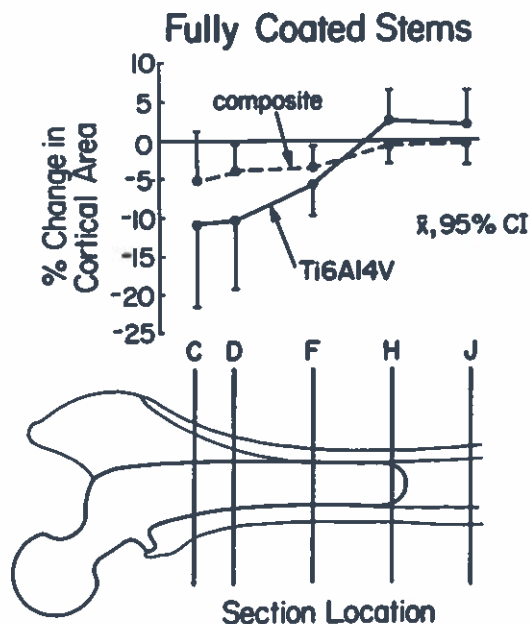 Fully Coated Stems
% Change in
Cortical Area
10
5
0
-5
-10
-15
-20
-25
composite
Ti6Al4V
x̄, 95% CI
C D F H J
Section Location